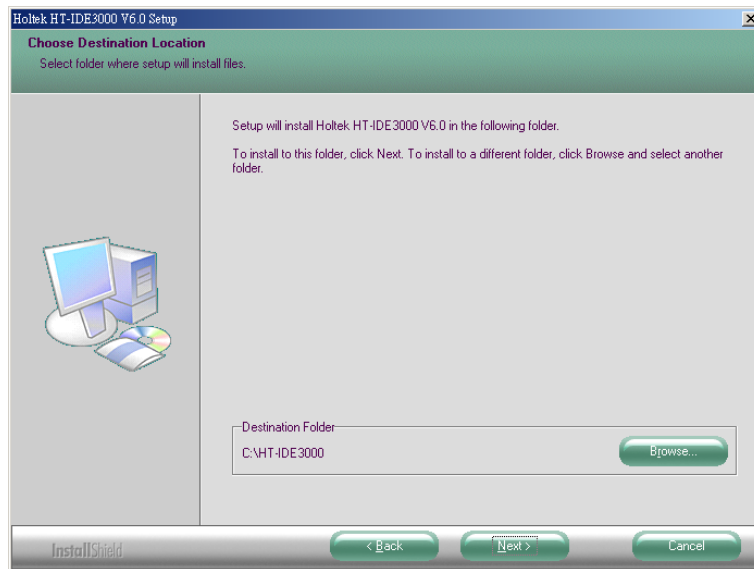 Holtek HT-IDE3000 V6.0 Setup
Choose Destination Location
Select folder where setup will install files.
Setup will install Holtek HT-IDE3000 V6.0 in the following folder.
To install to this folder, click Next. To install to a different folder, click Browse and select another
folder.
Destination Folder
C:\HT-IDE3000
Browse...
InstallShield
< Back
Next >
Cancel